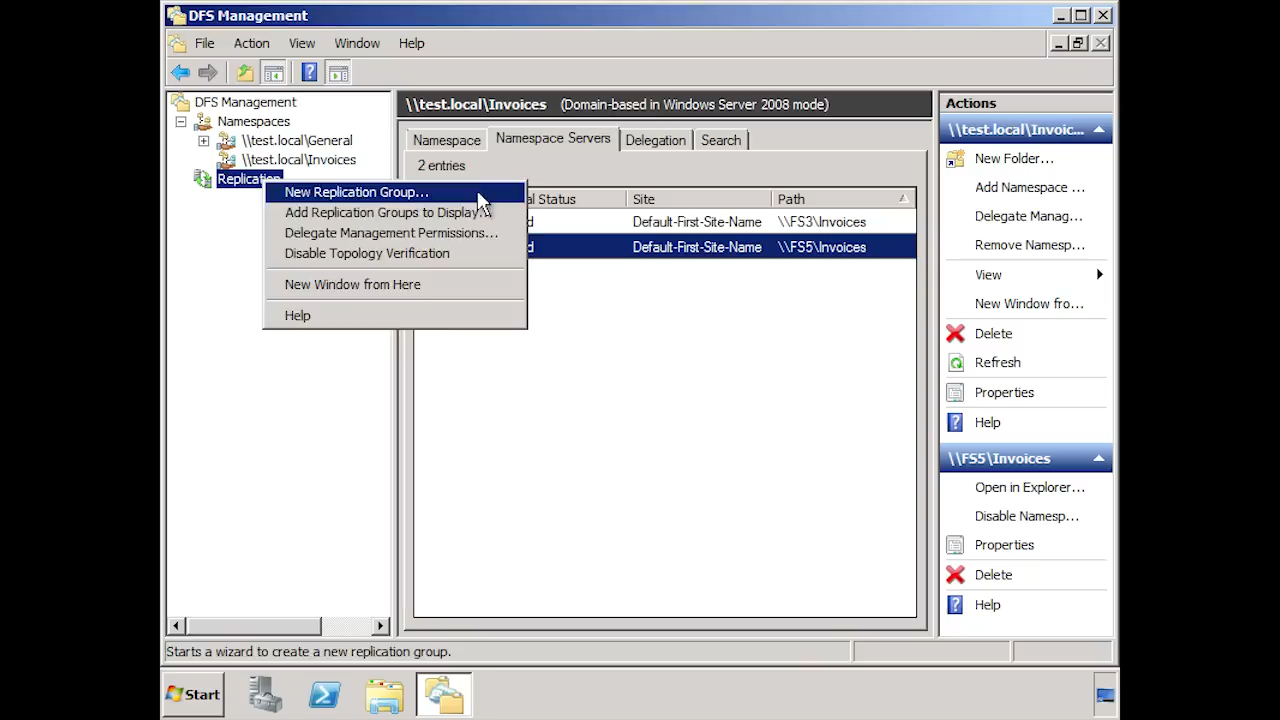 DFS Management
File Action View Window Help
DFS Management
Namespaces
\\test.local\General
\\test.local\Invoices
Replication
New Replication Group...
Add Replication Groups to Display...
Delegate Management Permissions...
Disable Topology Verification
New Window from Here
Help
\\test.local\Invoices (Domain-based in Windows Server 2008 mode)
Namespace Namespace Servers Delegation Search
2 entries
Status Site Path
Default-First-Site-Name \\FS3\Invoices
Default-First-Site-Name \\FS5\Invoices
Actions
\\test.local\Invoic...
New Folder...
Add Namespace ...
Delegate Manag...
Remove Namesp...
View
New Window fro...
Delete
Refresh
Properties
Help
\\FS5\Invoices
Open in Explorer...
Disable Namesp...
Properties
Delete
Help
Starts a wizard to create a new replication group.
Start